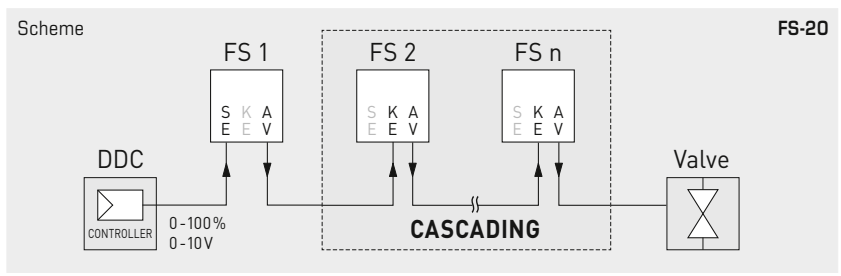 Scheme
FS-20
FS 1
FS 2
FS n
S K A
E E V
S K A
E E V
S K A
E E V
DDC
CONTROLLER
0-100%
0-10V
CASCADING
Valve